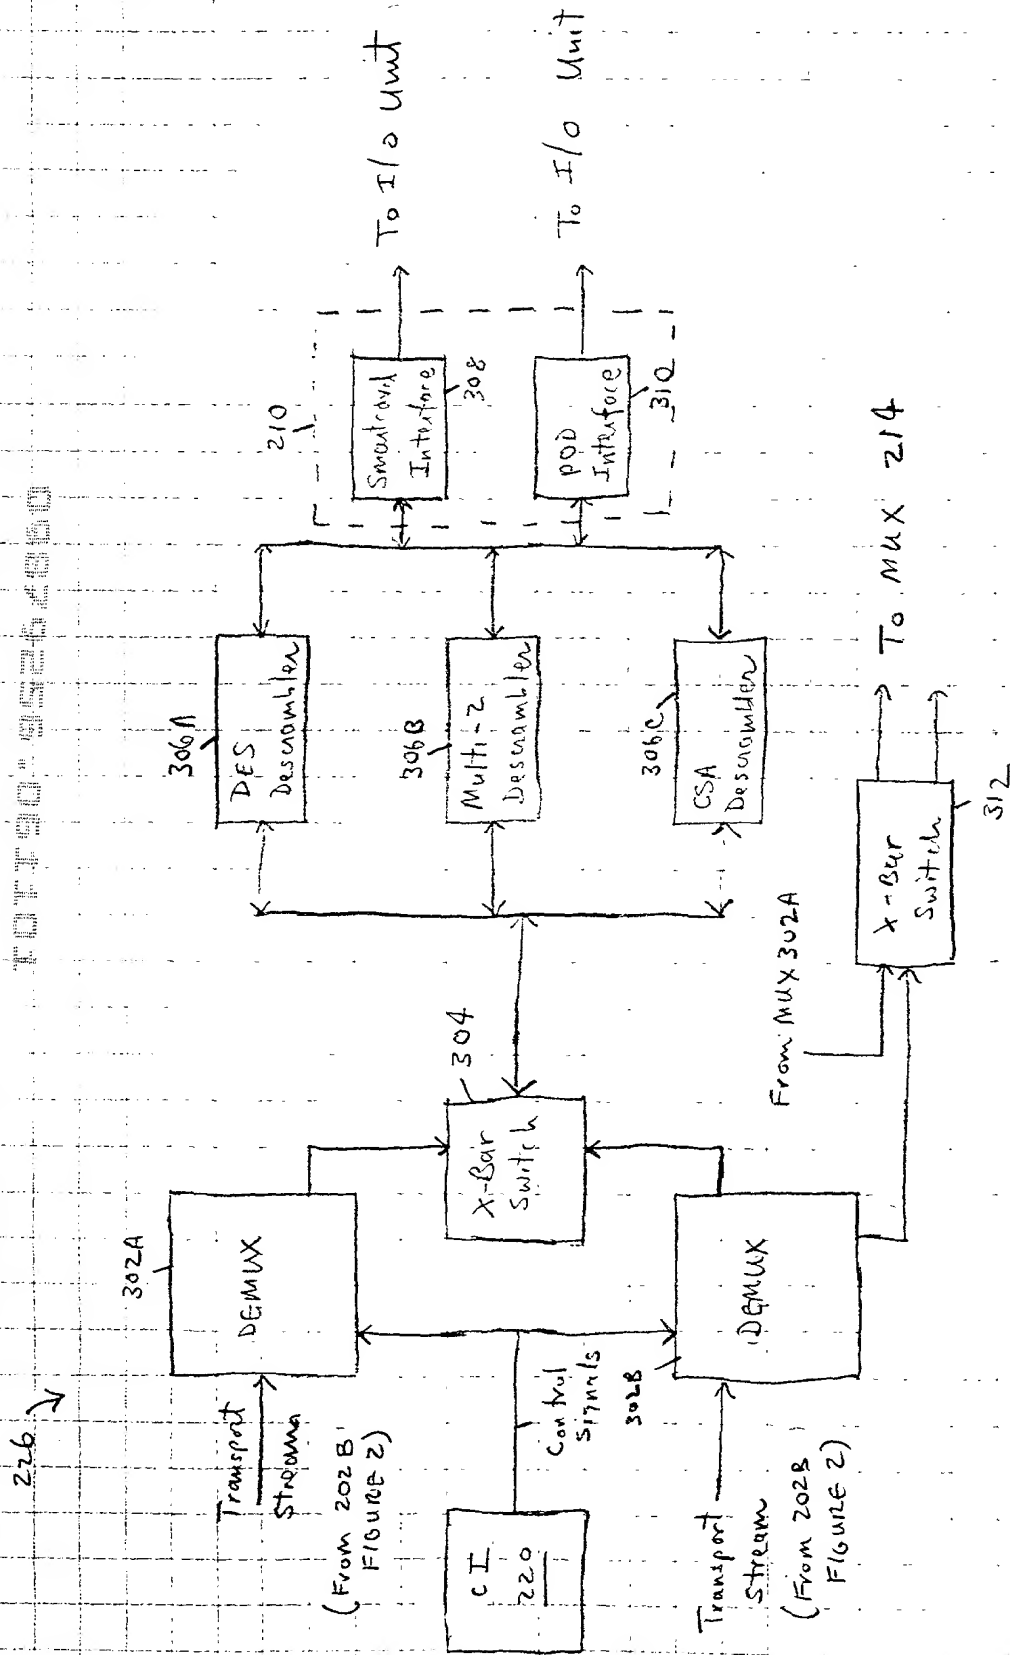 226
Transport
Stream
(From 202B
FIGURE 2)
302A
DEMUX
CI
220
Control
Signals
302B
DEMUX
Transport
Stream
(From 202B
FIGURE 2)
304
X-Bar
Switch
306A
DES
Descrambler
306B
Multi-2
Descrambler
306C
CSA
Descrambler
210
Smartcard
Interface
308
To I/O Unit
POD
Interface
310
To I/O Unit
From MUX 302A
X-Bar
Switch
312
To MUX 214